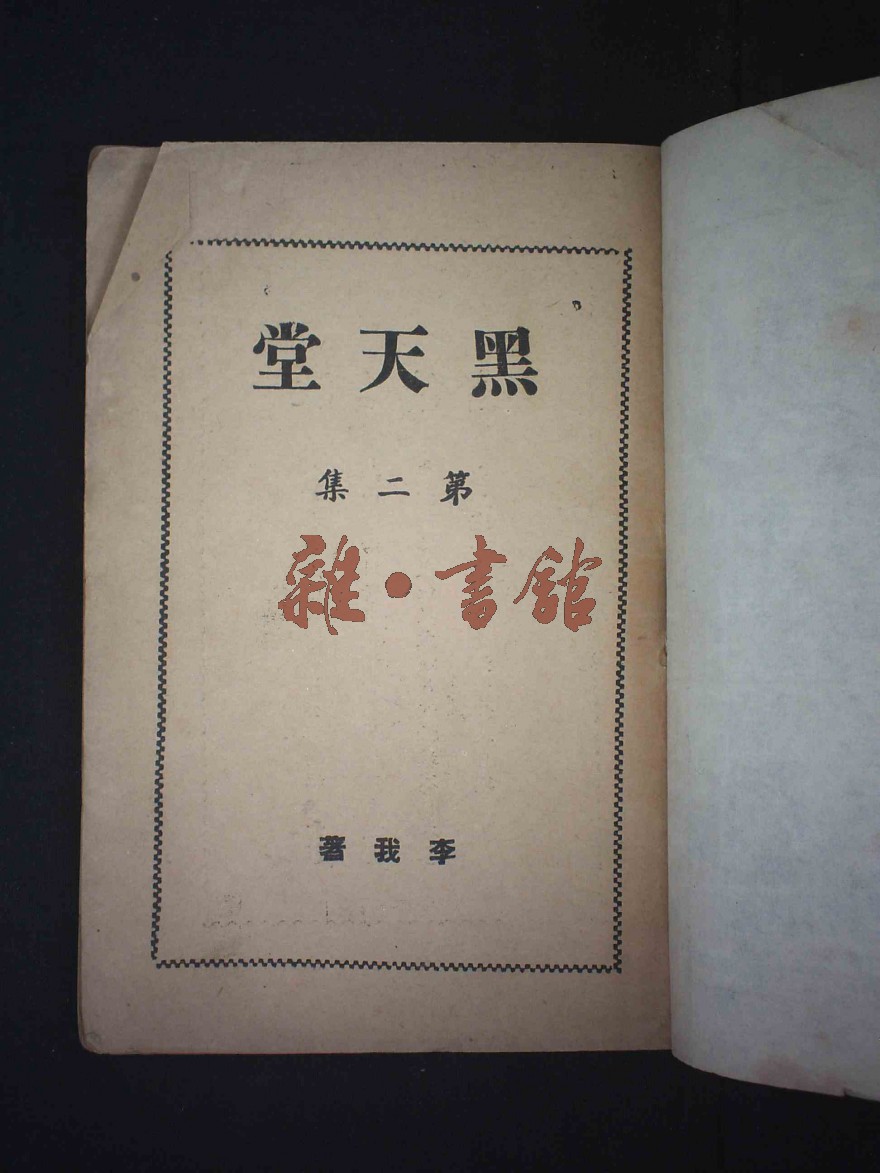 黑天堂
第二集
雜·書館
李我著